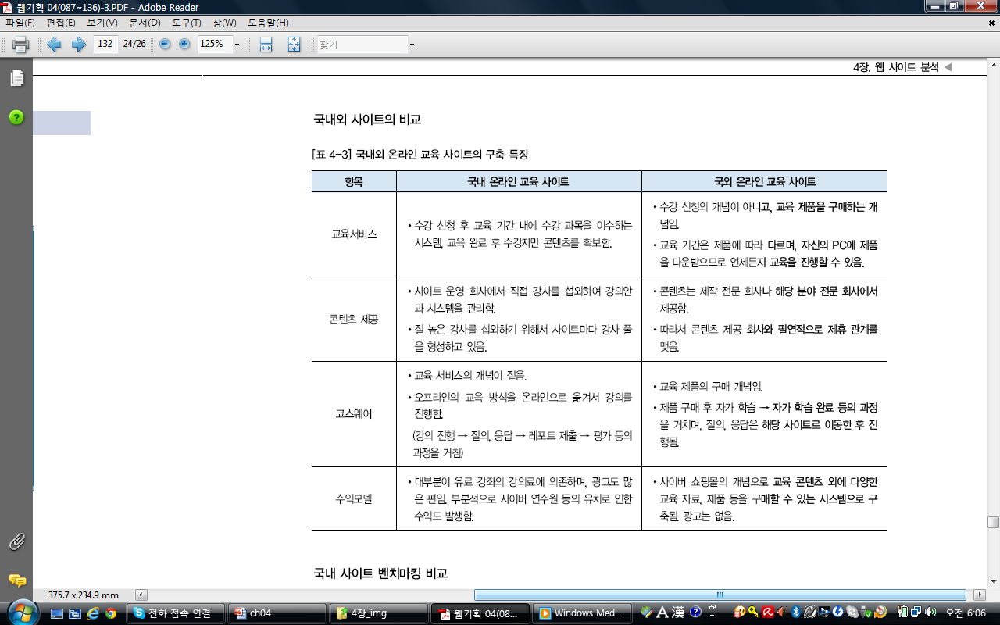 웹기획 04(087~136)-3.PDF - Adobe Reader
파일(F) 편집(E) 보기(V) 문서(D) 도구(T) 창(W) 도움말(H)
132 24/26 125% 찾기
4장. 웹 사이트 분석
국내외 사이트의 비교
[표 4-3] 국내외 온라인 교육 사이트의 구축 특징
항목 국내 온라인 교육 사이트 국외 온라인 교육 사이트
교육서비스
• 수강 신청 후 교육 기간 내에 수강 과목을 이수하는
시스템, 교육 완료 후 수강자만 콘텐츠를 확보함.
• 수강 신청의 개념이 아니고, 교육 제품을 구매하는 개
념임.
• 교육 기간은 제품에 따라 다르며, 자신의 PC에 제품
을 다운받으므로 언제든지 교육을 진행할 수 있음.
콘텐츠 제공
• 사이트 운영 회사에서 직접 강사를 섭외하여 강의안
과 시스템을 관리함.
• 질 높은 강사를 섭외하기 위해서 사이트마다 강사 풀
을 형성하고 있음.
• 콘텐츠는 제작 전문 회사나 해당 분야 전문 회사에서
제공함.
• 따라서 콘텐츠 제공 회사와 필연적으로 제휴 관계를
맺음.
코스웨어
• 교육 서비스의 개념이 짙음.
• 오프라인의 교육 방식을 온라인으로 옮겨서 강의를
진행함.
(강의 진행 → 질의, 응답 → 레포트 제출 → 평가 등의
과정을 거침)
• 교육 제품의 구매 개념임.
• 제품 구매 후 자가 학습 → 자가 학습 완료 등의 과정
을 거치며, 질의, 응답은 해당 사이트로 이동한 후 진
행됨.
수익모델
• 대부분이 유료 강좌의 강의료에 의존하며, 광고도 많
은 편임. 부분적으로 사이버 연수원 등의 유치로 인한
수익도 발생함.
• 사이버 쇼핑몰의 개념으로 교육 콘텐츠 외에 다양한
교육 자료, 제품 등을 구매할 수 있는 시스템으로 구
축됨. 광고는 없음.
국내 사이트 벤치마킹 비교
375.7 x 234.9 mm
전화 접속 연결 ch04 4장_img 웹기획 04(08... Windows Med... A 漢 오전 6:06